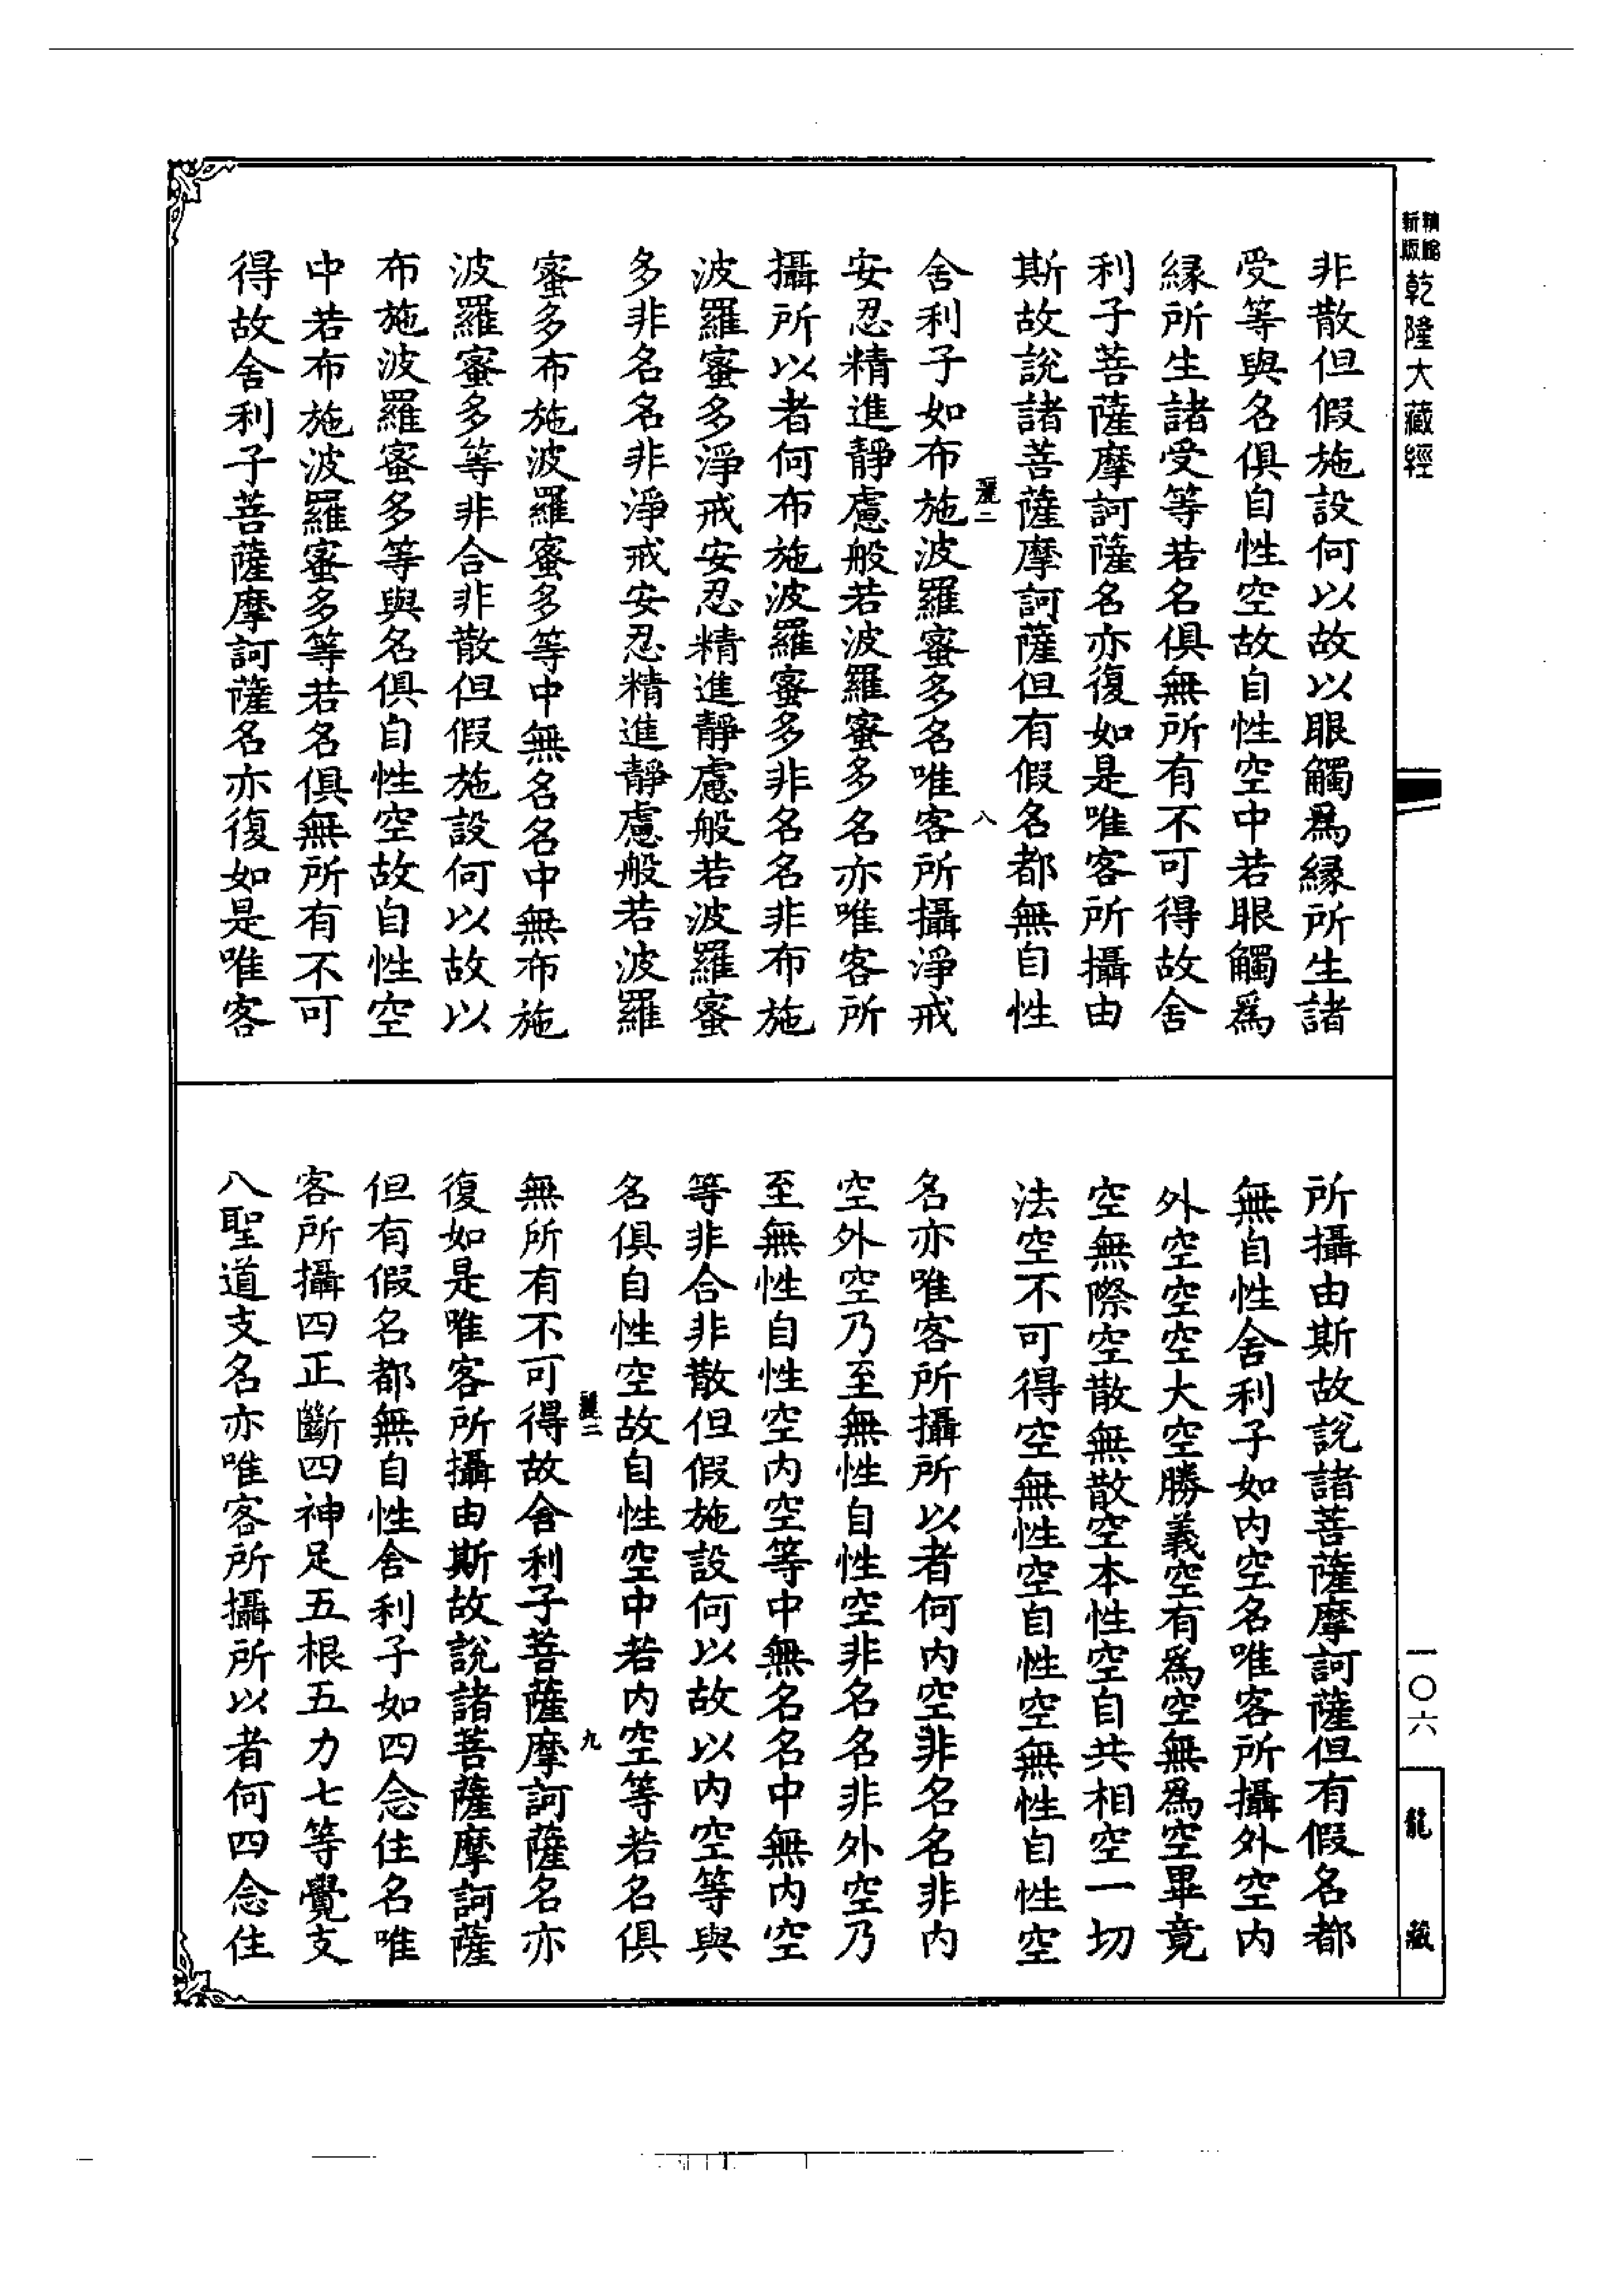 精縮新版乾隆大藏經
非散但假施設何以故以眼觸爲緣所生諸
受等與名俱自性空故自性空中若眼觸爲
緣所生諸受等若名俱無所有不可得故舍
利子菩薩摩訶薩名亦復如是唯客所攝由
斯故說諸菩薩摩訶薩但有假名都無自性
麗二 八
舍利子如布施波羅蜜多名唯客所攝淨戒
安忍精進靜慮般若波羅蜜多名亦唯客所
攝所以者何布施波羅蜜多非名名非布施
波羅蜜多淨戒安忍精進靜慮般若波羅蜜
多非名名非淨戒安忍精進靜慮般若波羅
蜜多布施波羅蜜多等中無名名中無布施
波羅蜜多等非合非散但假施設何以故以
布施波羅蜜多等與名俱自性空故自性空
中若布施波羅蜜多等若名俱無所有不可
得故舍利子菩薩摩訶薩名亦復如是唯客
所攝由斯故說諸菩薩摩訶薩但有假名都
無自性舍利子如內空名唯客所攝外空內
外空空空大空勝義空有爲空無爲空畢竟
空無際空散無散空本性空自共相空一切
法空不可得空無性空自性空無性自性空
名亦唯客所攝所以者何內空非名名非內
空外空乃至無性自性空非名名非外空乃
至無性自性空內空等中無名名中無內空
等非合非散但假施設何以故以內空等與
名俱自性空故自性空中若內空等若名俱
麗二 九
無所有不可得故舍利子菩薩摩訶薩名亦
復如是唯客所攝由斯故說諸菩薩摩訶薩
但有假名都無自性舍利子如四念住名唯
客所攝四正斷四神足五根五力七等覺支
八聖道支名亦唯客所攝所以者何四念住
一〇六
龍藏